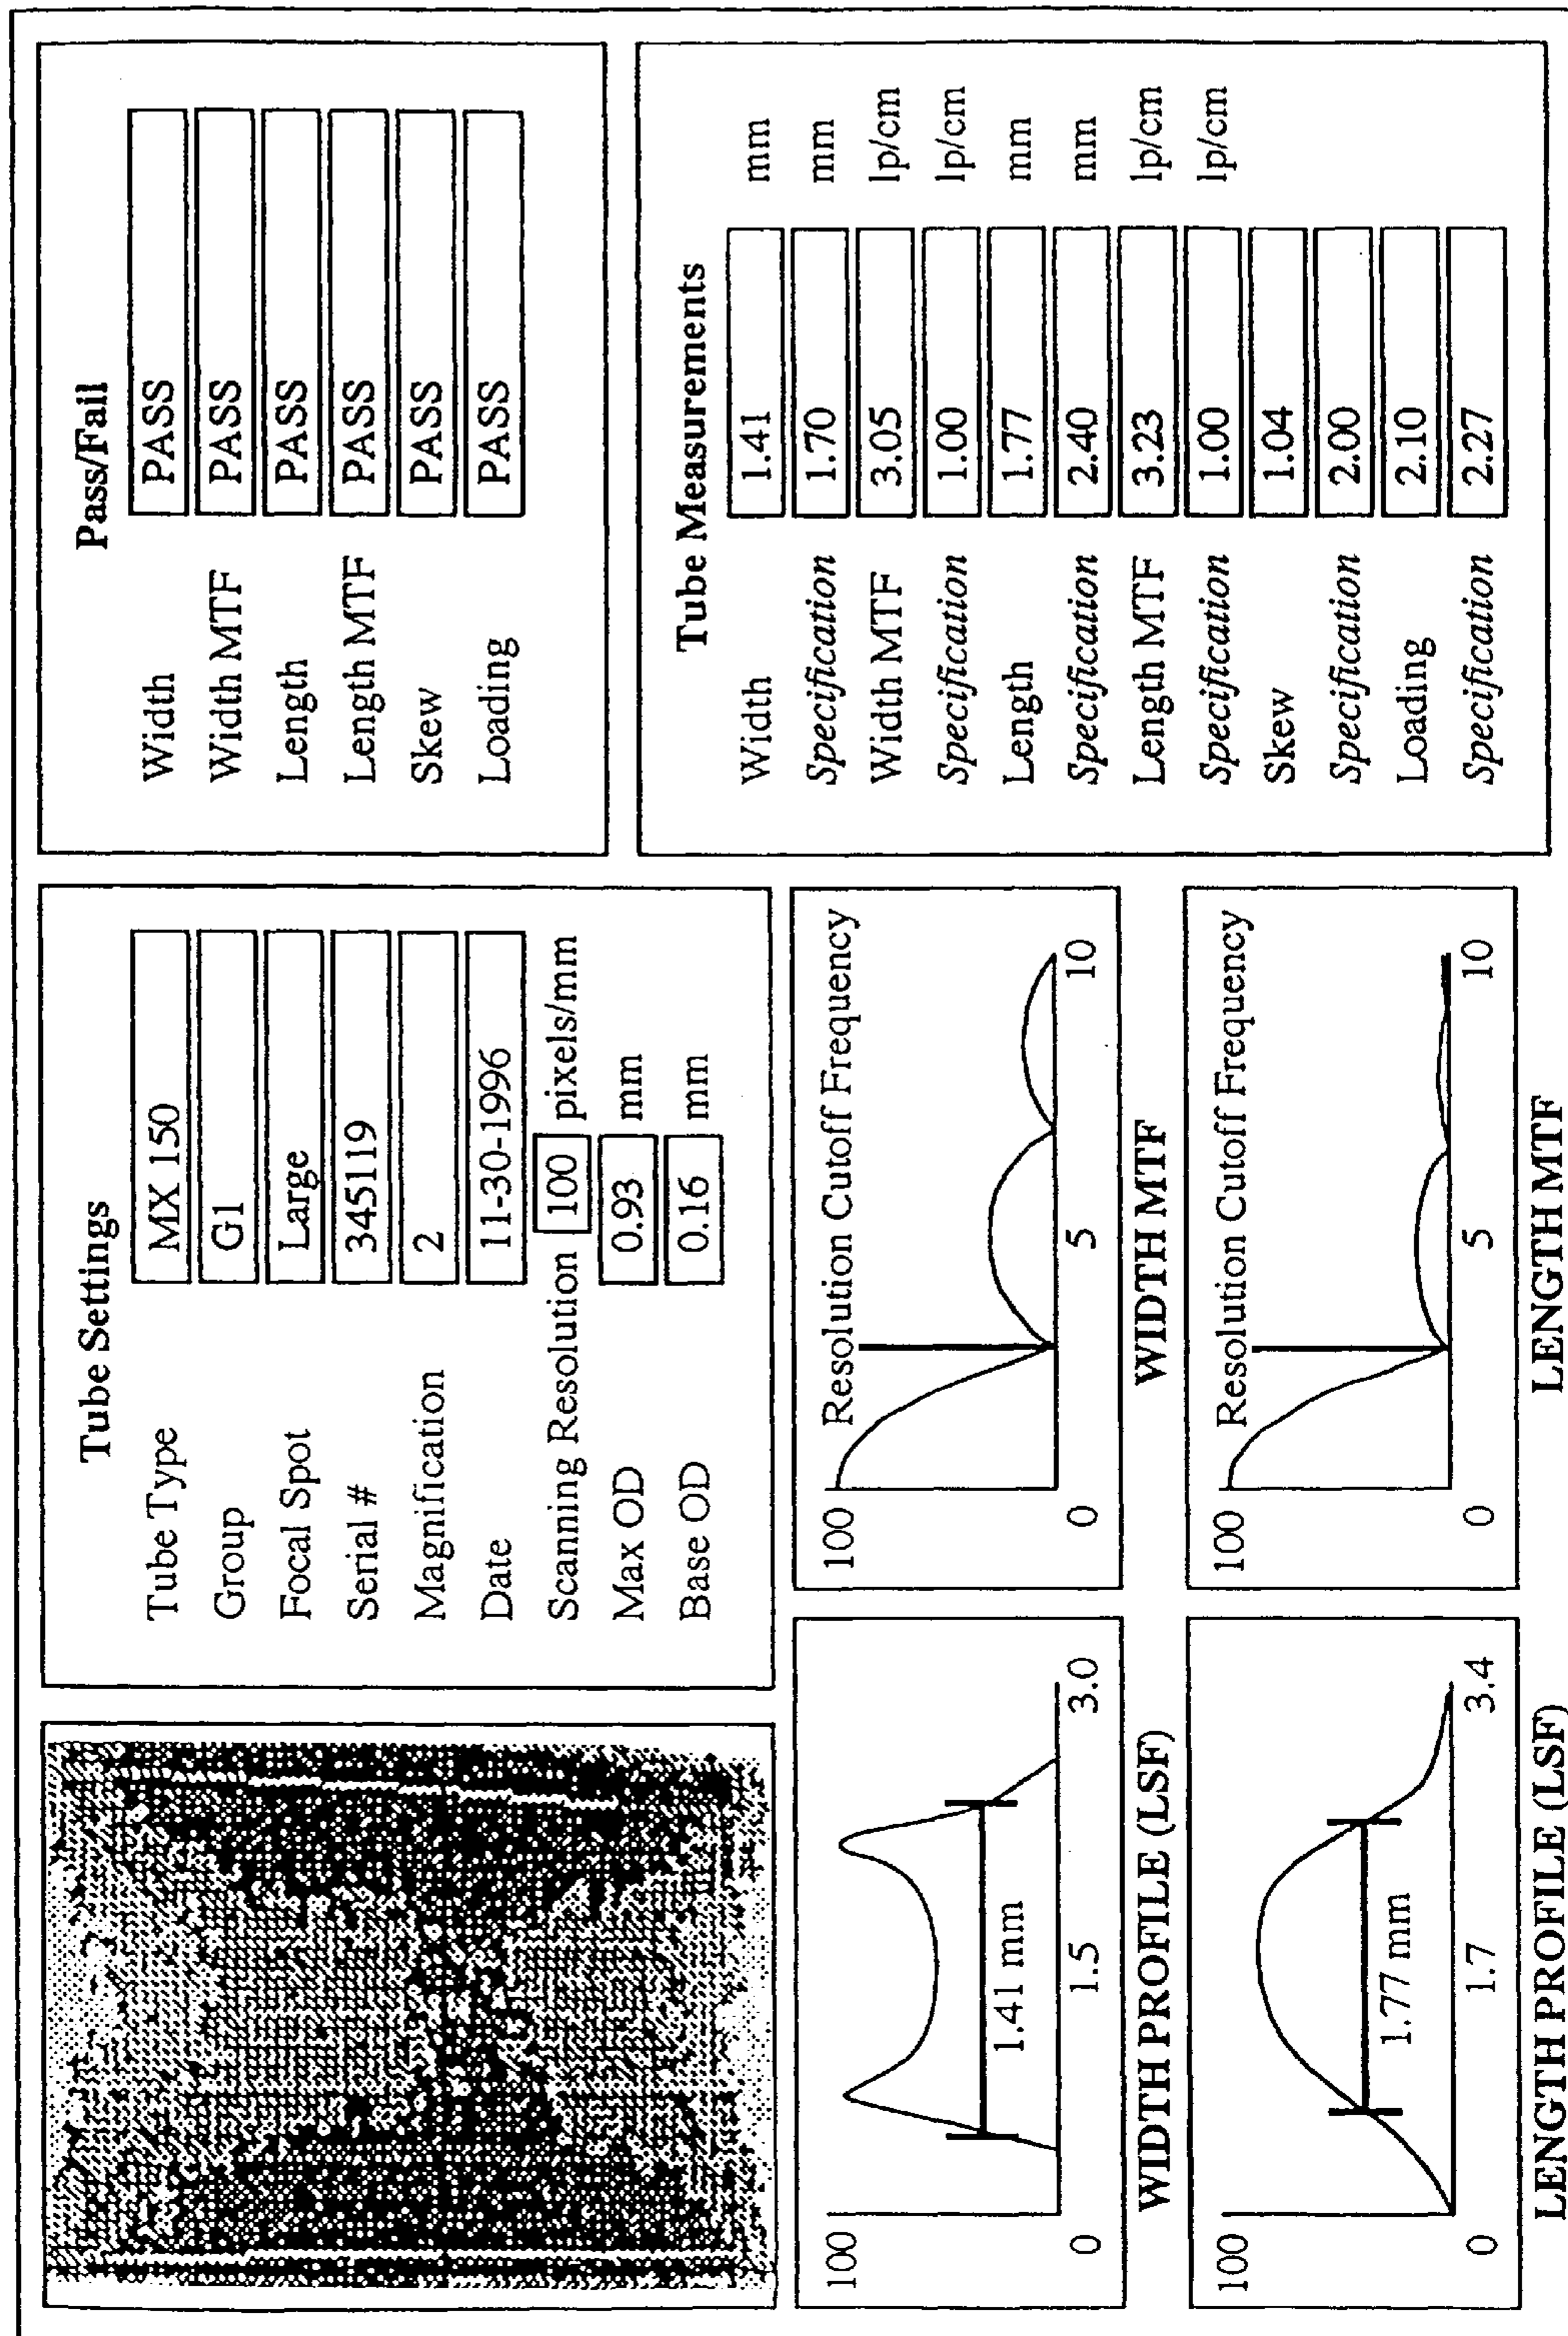 Tube Settings
Tube Type MX 150
Group G1
Focal Spot Large
Serial # 345119
Magnification 2
Date 11-30-1996
Scanning Resolution 100 pixels/mm
Max OD 0.93 mm
Base OD 0.16 mm
Pass/Fail
Width PASS
Width MTF PASS
Length PASS
Length MTF PASS
Skew PASS
Loading PASS
100
1.41 mm
0 1.5 3.0
WIDTH PROFILE (LSF)
100 Resolution Cutoff Frequency
0 5 10
WIDTH MTF
100
1.77 mm
0 1.7 3.4
LENGTH PROFILE (LSF)
100 Resolution Cutoff Frequency
0 5 10
LENGTH MTF
Tube Measurements
Width 1.41 mm
Specification 1.70 mm
Width MTF 3.05 lp/cm
Specification 1.00 lp/cm
Length 1.77 mm
Specification 2.40 mm
Length MTF 3.23 lp/cm
Specification 1.00 lp/cm
Skew 1.04
Specification 2.00
Loading 2.10
Specification 2.27